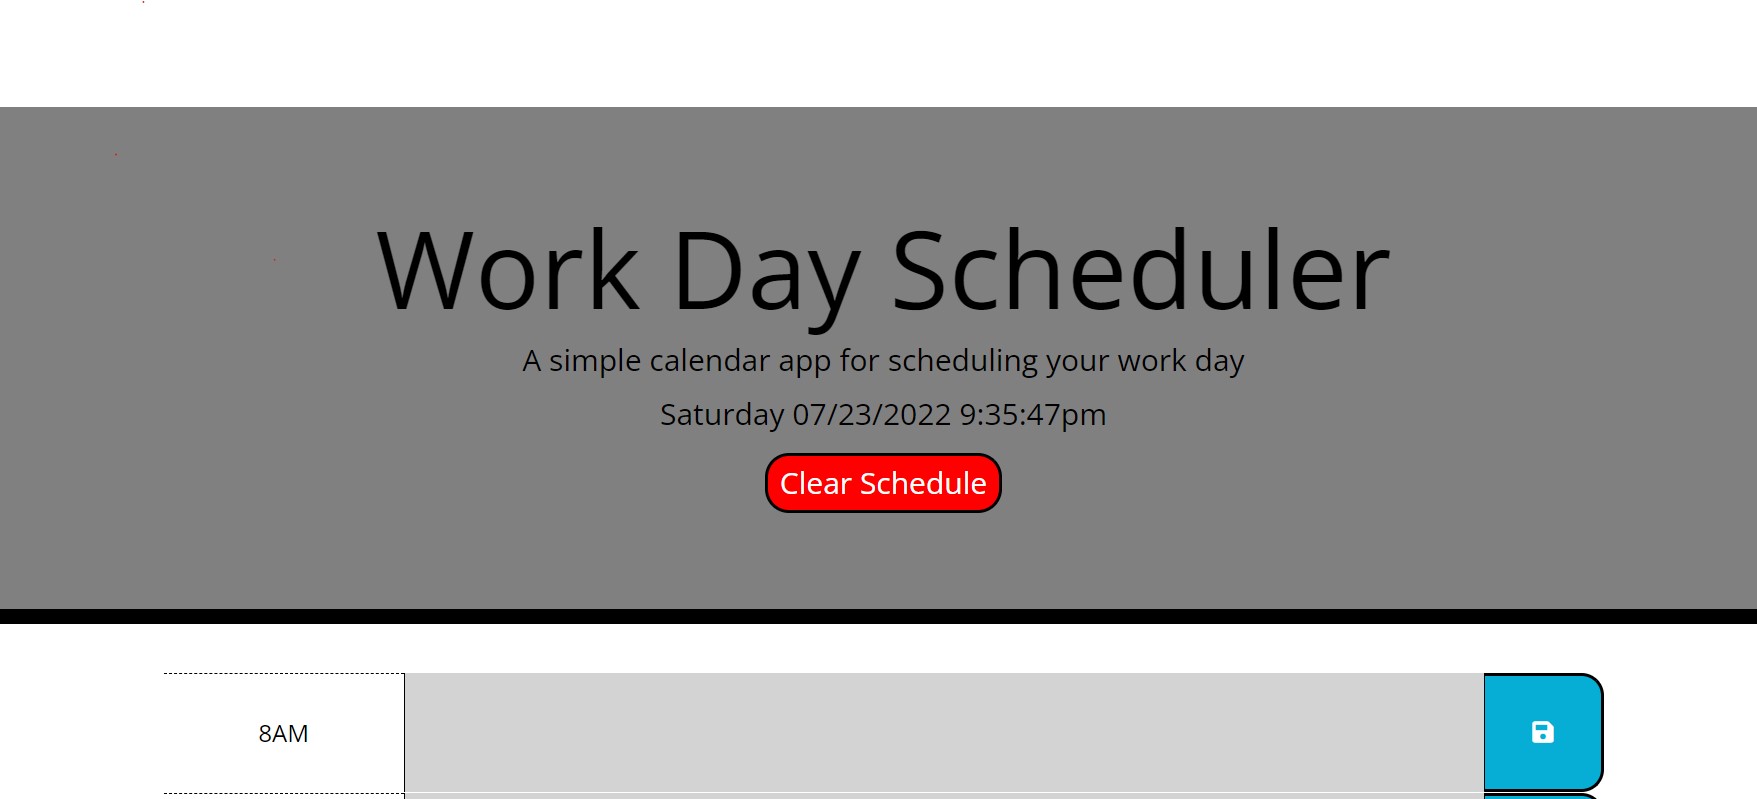 Work Day Scheduler
A simple calendar app for scheduling your work day
Saturday 07/23/2022 9:35:47pm
Clear Schedule
8AM